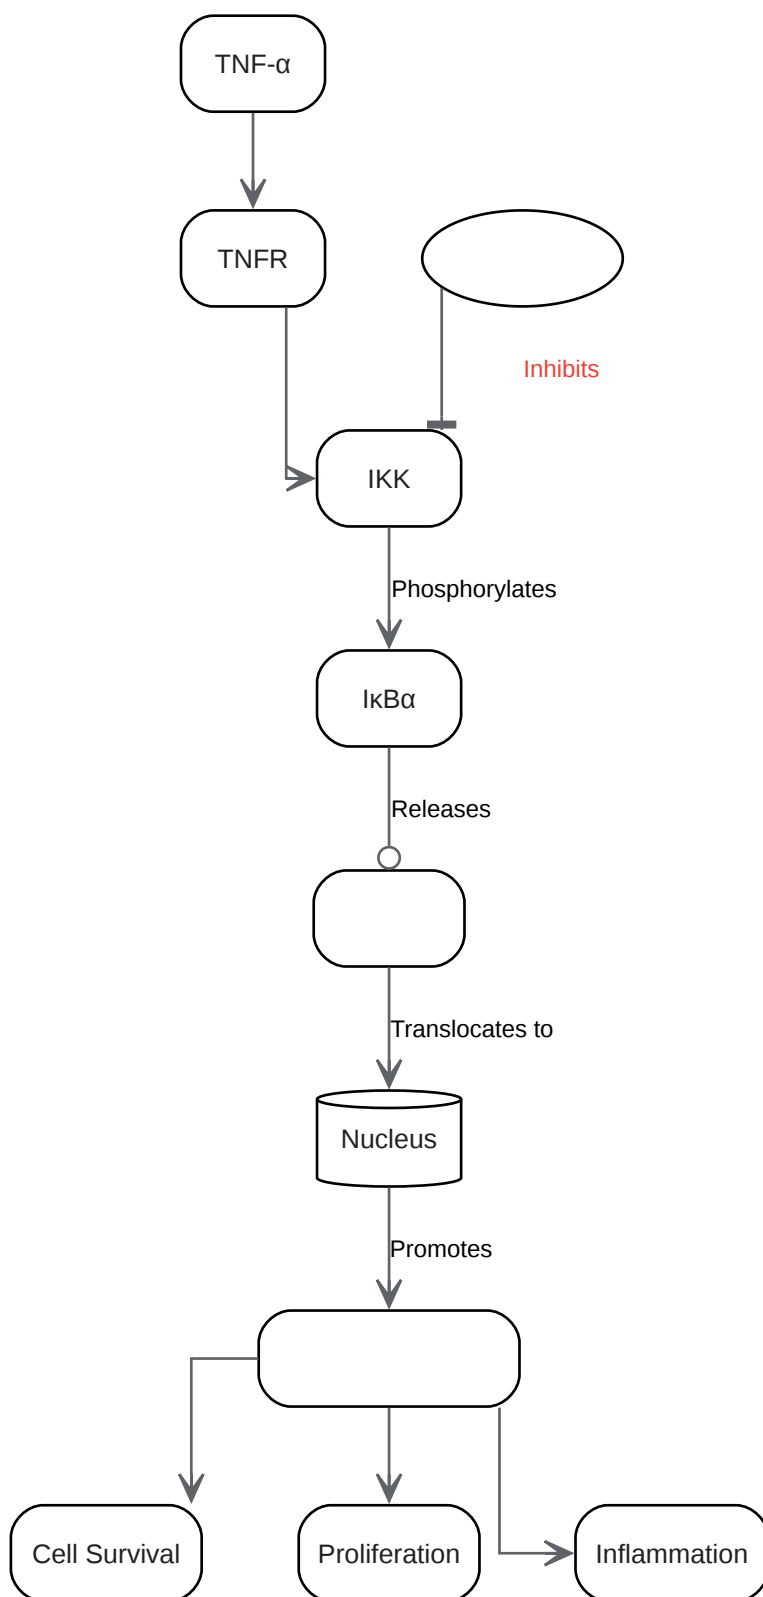 TNF-α
TNFR
Inhibits
IKK
Phosphorylates
IκBα
Releases
Translocates to
Nucleus
Promotes
Cell Survival
Proliferation
Inflammation